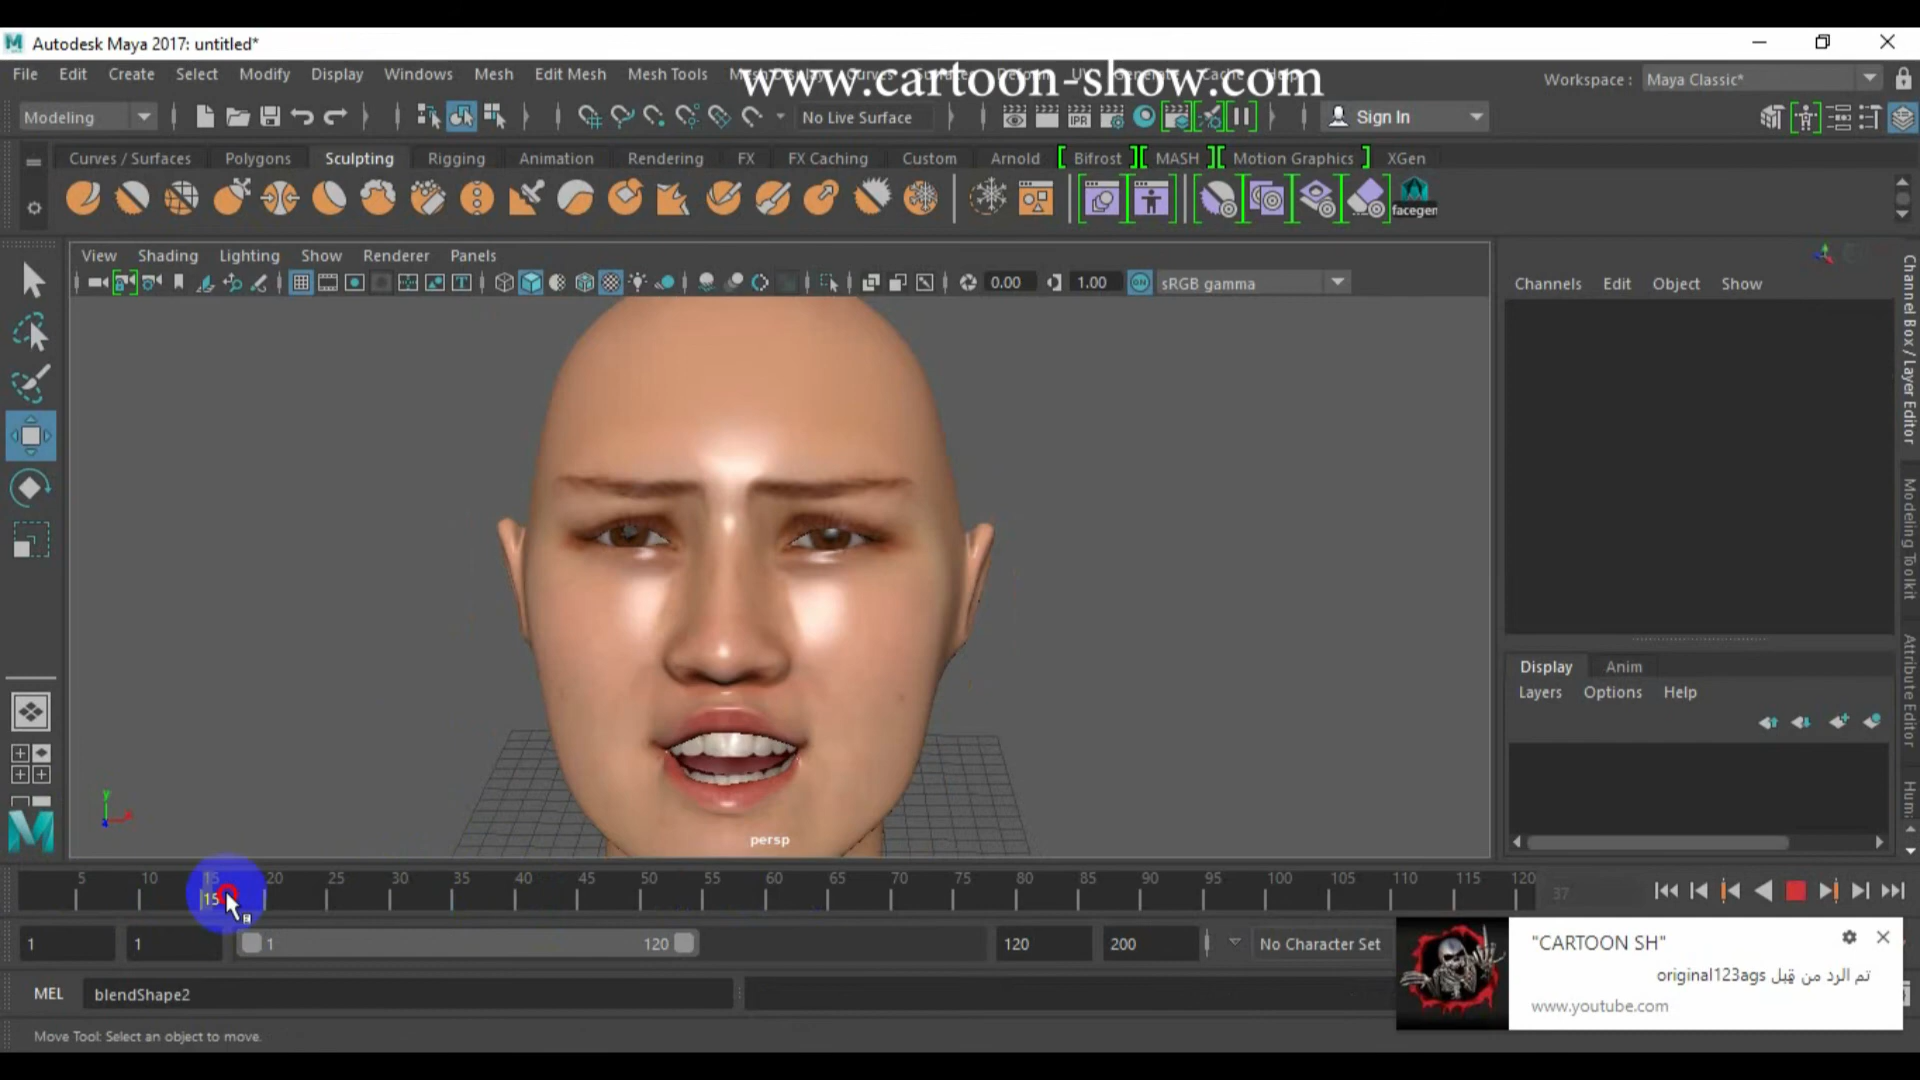 Autodesk Maya 2017: untitled*
File Edit Create Select Modify Display Windows Mesh Edit Mesh Mesh Tools
www.cartoon-show.com
Workspace : Maya Classic*
Modeling No Live Surface IPR Sign In
Curves / Surfaces Polygons Sculpting Rigging Animation Rendering FX FX Caching Custom Arnold Bifrost MASH Motion Graphics XGen
facegen
View Shading Lighting Show Renderer Panels
0.00 1.00 ON sRGB gamma
Channels Edit Object Show
Channel Box / Layer Editor
Modeling Toolkit
Attribute Editor
Display Anim
Layers Options Help
y
persp
5 10 15 20 25 30 35 40 45 50 55 60 65 70 75 80 85 90 95 100 105 110 115 120
15
37
1 1 1 120 120 200 No Character Set
"CARTOON SH"
تم الرد من قِبل original123ags
www.youtube.com
MEL blendShape2
Move Tool: Select an object to move.